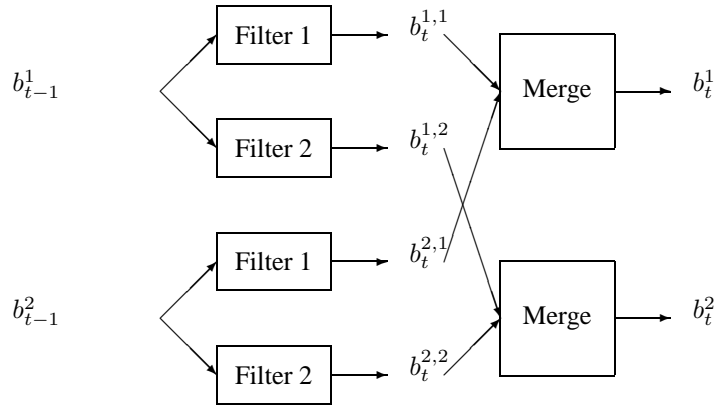 Filter 1
b_t^{1,1}
b_{t-1}^1
Merge
b_t^1
Filter 2
b_t^{1,2}
Filter 1
b_t^{2,1}
b_{t-1}^2
Merge
b_t^2
Filter 2
b_t^{2,2}